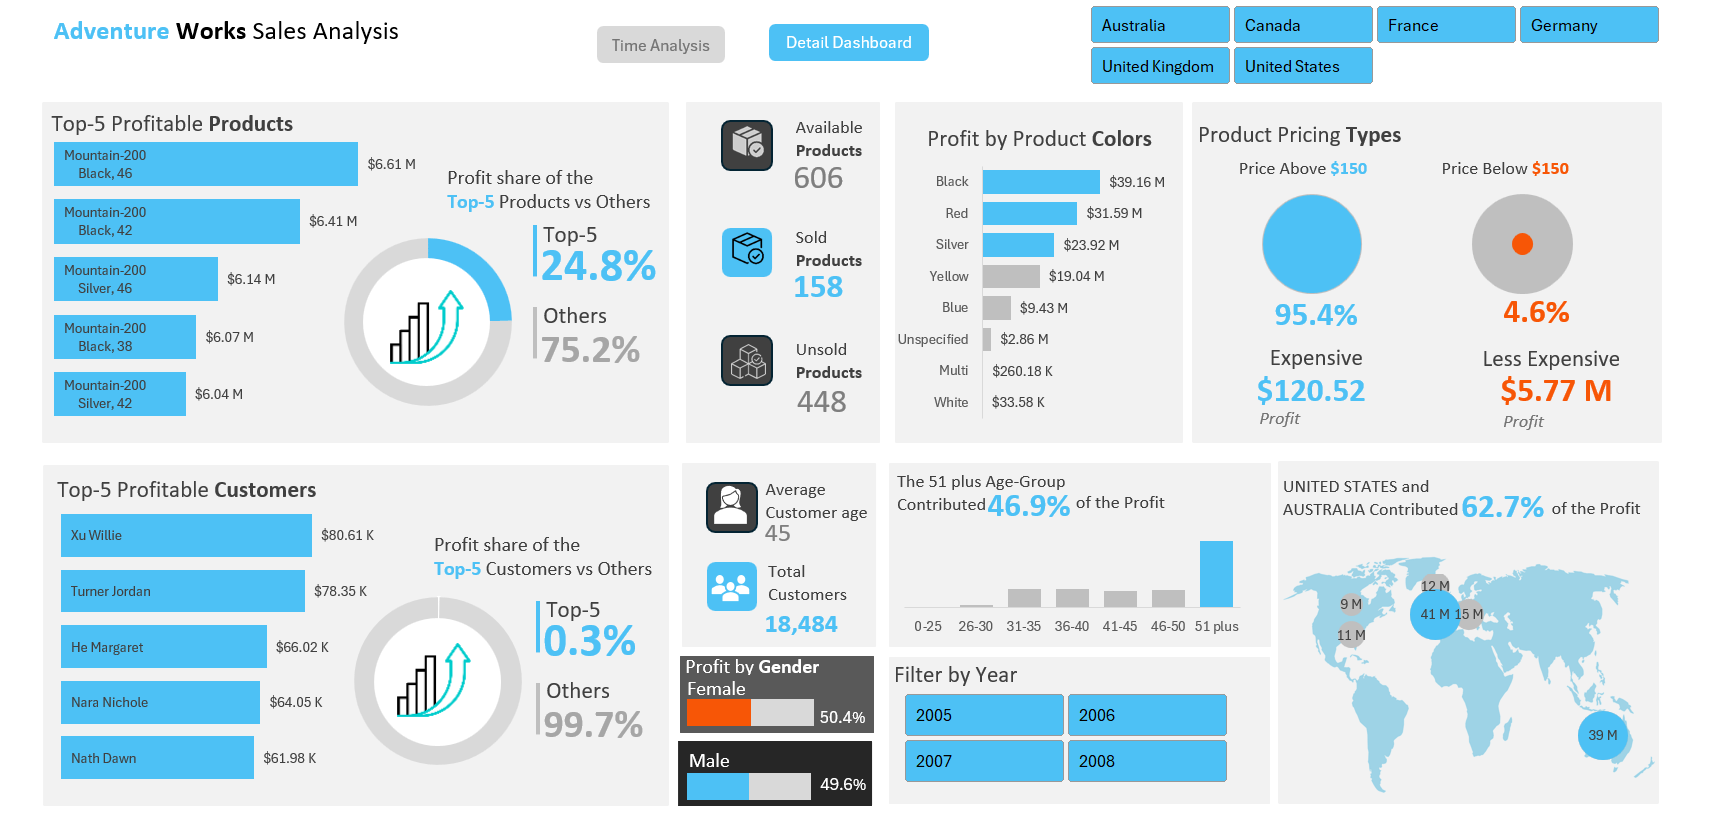 Adventure Works Sales Analysis
Time Analysis
Detail Dashboard
Australia
Canada
France
Germany
United Kingdom
United States
Top-5 Profitable Products
Mountain-200
Black, 46
$6.61 M
Mountain-200
Black, 42
$6.41 M
Mountain-200
Silver, 46
$6.14 M
Mountain-200
Black, 38
$6.07 M
Mountain-200
Silver, 42
$6.04 M
Profit share of the
Top-5 Products vs Others
Top-5
24.8%
Others
75.2%
Available
Products
606
Sold
Products
158
Unsold
Products
448
Profit by Product Colors
Black
$39.16 M
Red
$31.59 M
Silver
$23.92 M
Yellow
$19.04 M
Blue
$9.43 M
Unspecified
$2.86 M
Multi
$260.18 K
White
$33.58 K
Product Pricing Types
Price Above $150
95.4%
Expensive
$120.52
Profit
Price Below $150
4.6%
Less Expensive
$5.77 M
Profit
Top-5 Profitable Customers
Xu Willie
$80.61 K
Turner Jordan
$78.35 K
He Margaret
$66.02 K
Nara Nichole
$64.05 K
Nath Dawn
$61.98 K
Profit share of the
Top-5 Customers vs Others
Top-5
0.3%
Others
99.7%
Average
Customer age
45
Total
Customers
18,484
Profit by Gender
Female
50.4%
Male
49.6%
The 51 plus Age-Group
Contributed 46.9% of the Profit
0-25
26-30
31-35
36-40
41-45
46-50
51 plus
Filter by Year
2005
2006
2007
2008
UNITED STATES and
AUSTRALIA Contributed 62.7% of the Profit
12 M
9 M
41 M
15 M
11 M
39 M